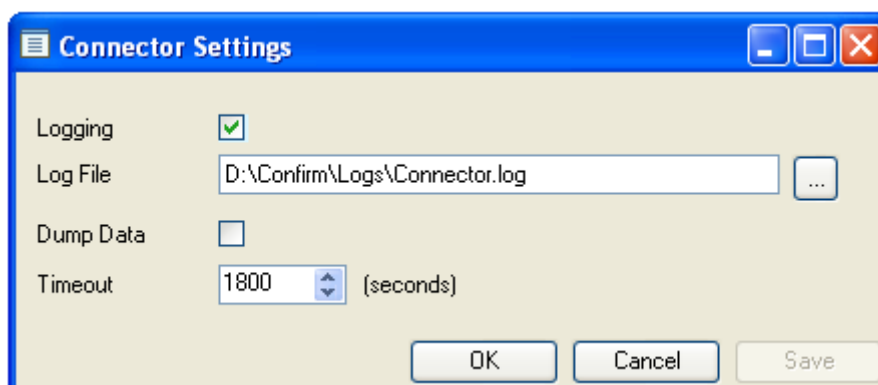 Connector Settings
Logging
Log File D:\Confirm\Logs\Connector.log ...
Dump Data
Timeout 1800 (seconds)
OK Cancel Save